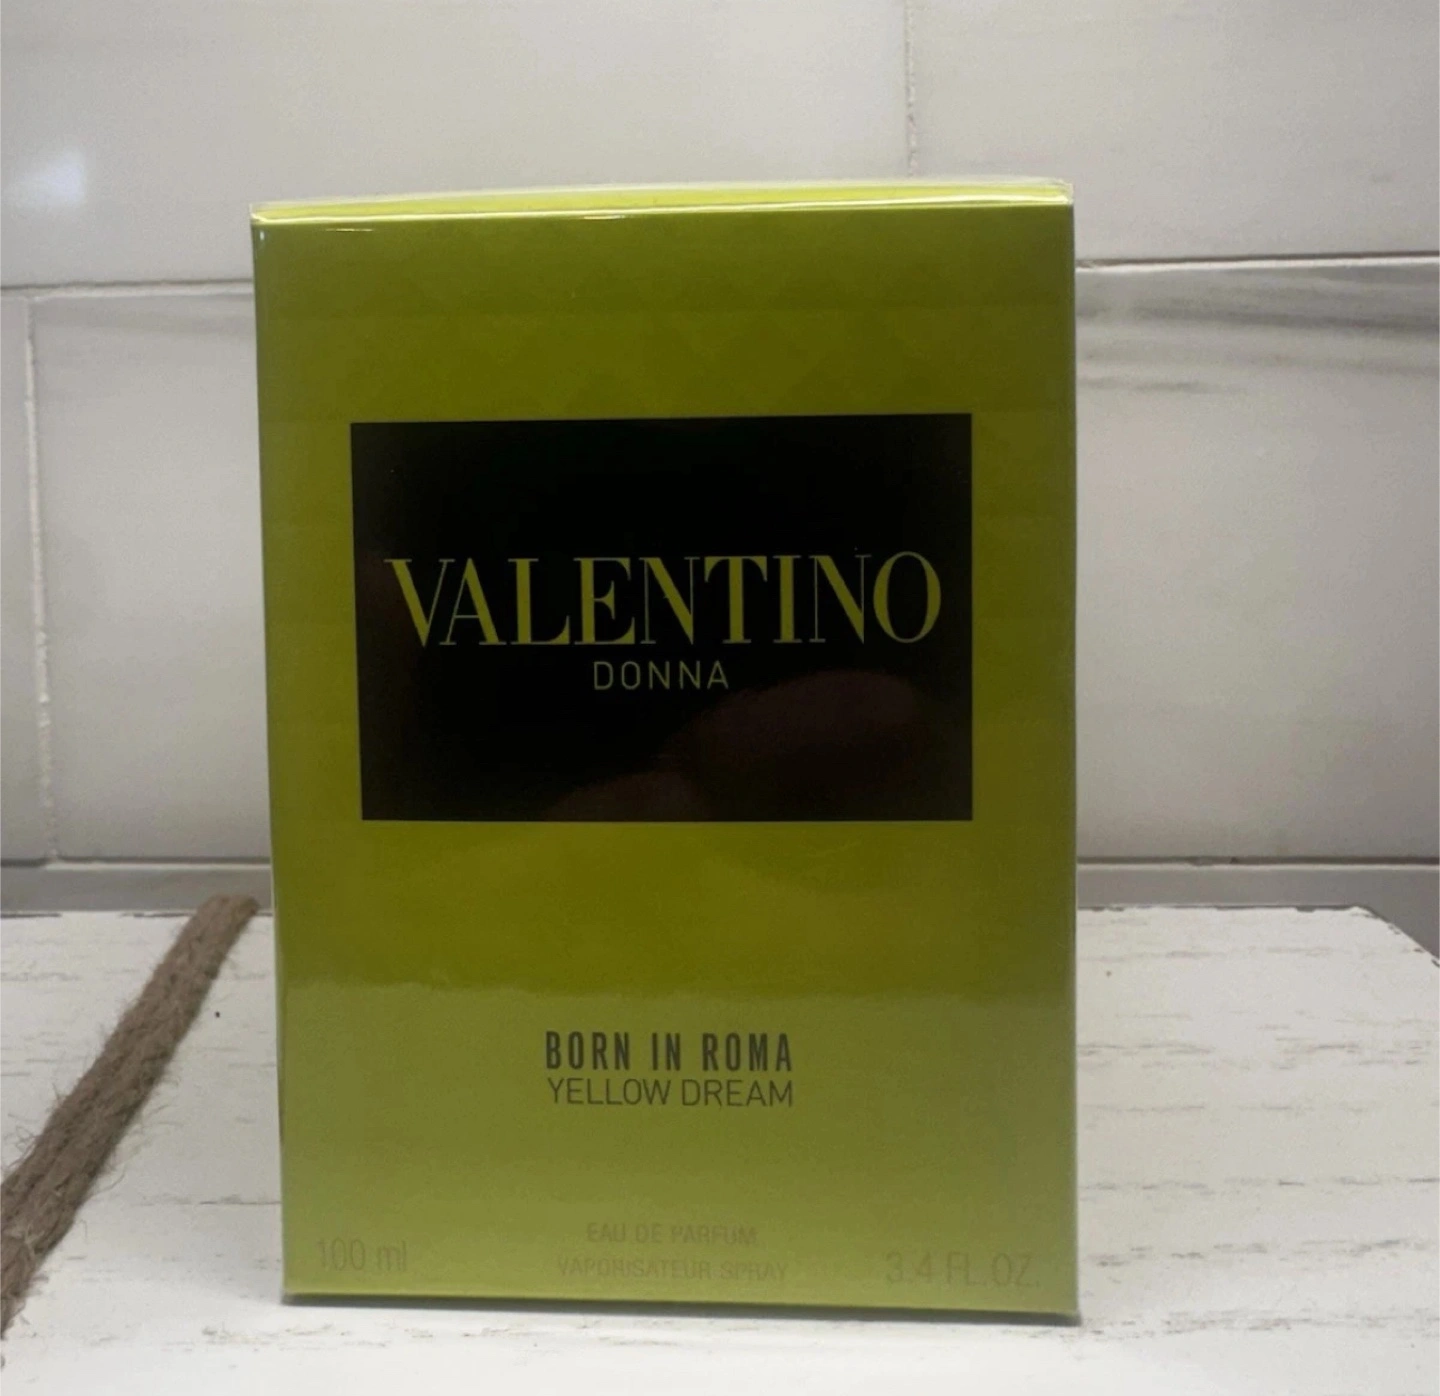 VALENTINO
DONNA
BORN IN ROMA
YELLOW DREAM
EAU DE PARFUM
100 ml VAPORISATEUR SPRAY 3.4 FL.OZ.